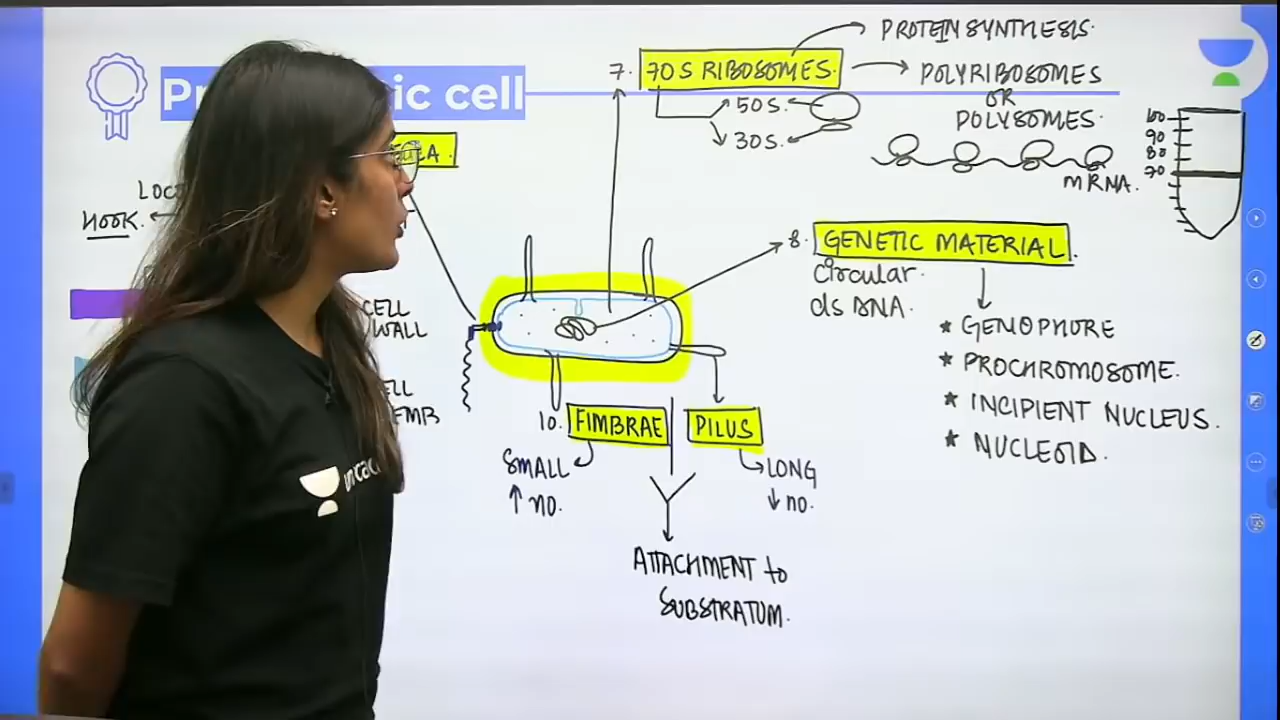 PROTEIN SYNTHESIS.
7. 70S RIBOSOMES.
POLYRIBOSOMES
OR
POLYSOMES.
50S.
30S.
100
90
80
70
mRNA.
ic cell
HOOK.
8. GENETIC MATERIAL.
Circular.
ds DNA.
* GENOPHORE
* PROCHROMOSOME.
* INCIPIENT NUCLEUS.
* NUCLEOID.
CELL
WALL
CELL
10. FIMBRAE
PILUS
SMALL
↑ no.
LONG
↓ no.
ATTACHMENT to
SUBSTRATUM.